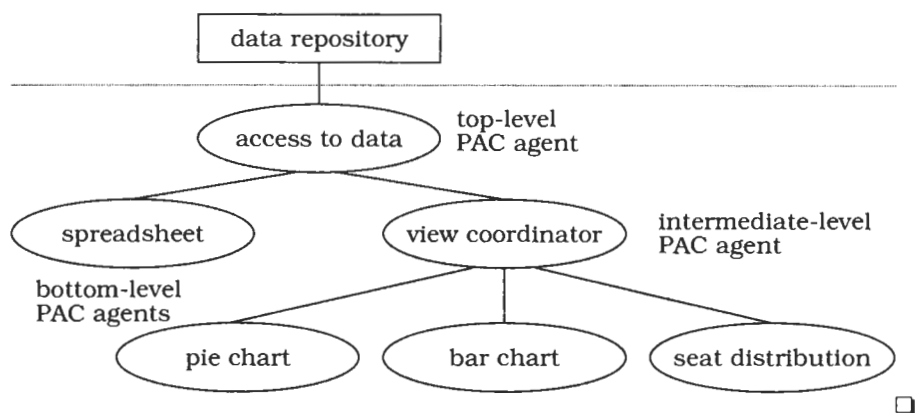 data repository
access to data
top-level
PAC agent
spreadsheet
view coordinator
intermediate-level
PAC agent
bottom-level
PAC agents
pie chart
bar chart
seat distribution